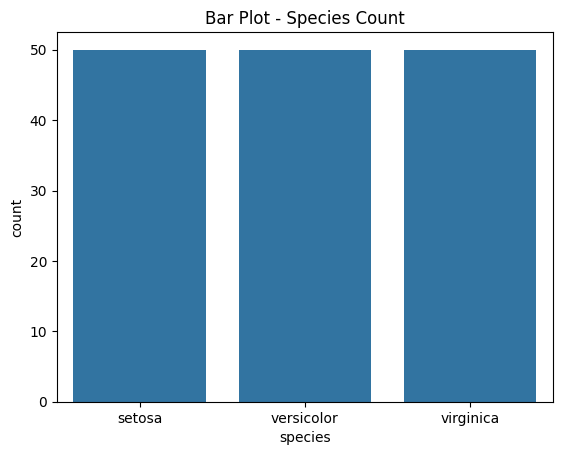 Bar Plot - Species Count
50
40
30
20
10
0
count
setosa versicolor virginica
species